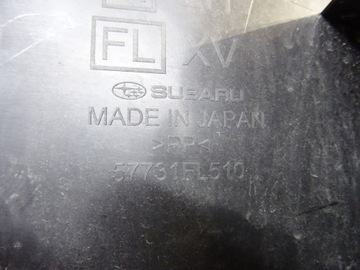 FL XV
SUBARU
MADE IN JAPAN
>PP<
57731FL510